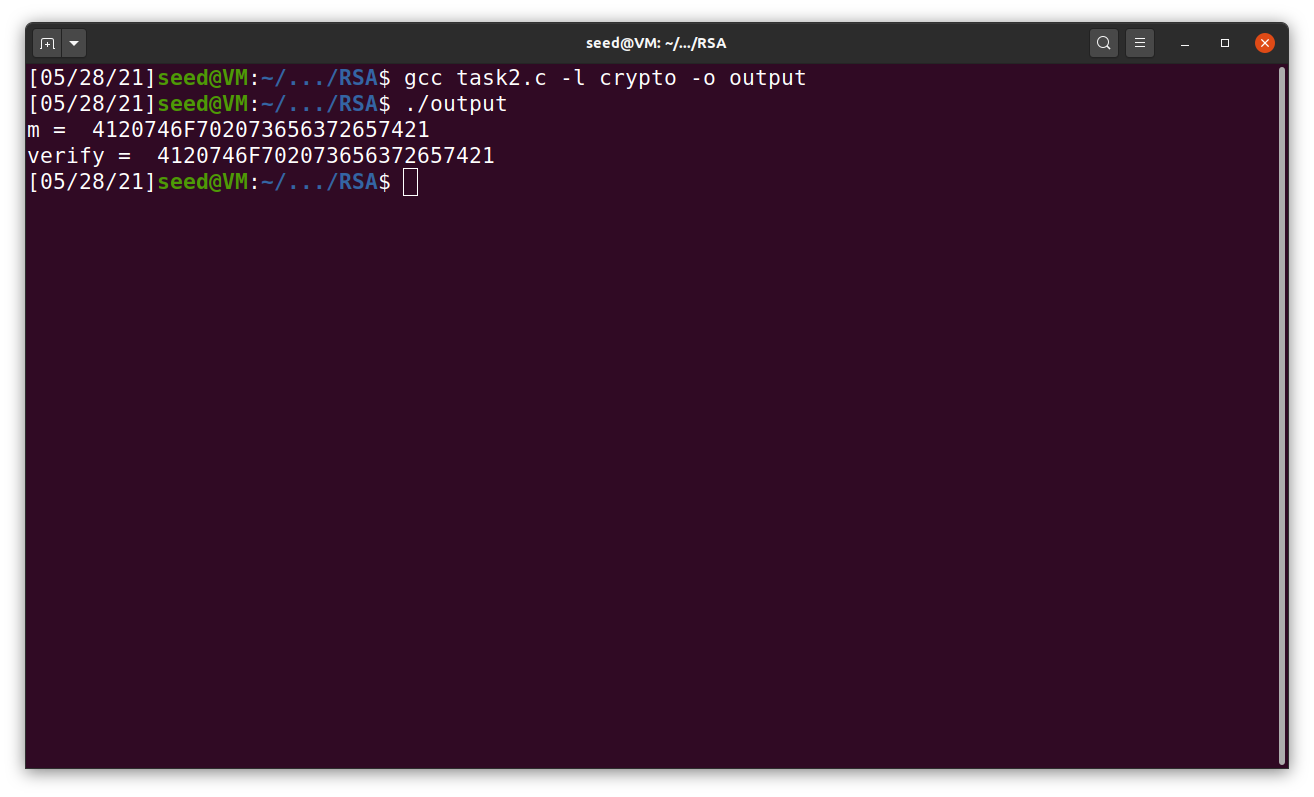 seed@VM: ~/.../RSA
[05/28/21]seed@VM:~/.../RSA$ gcc task2.c -l crypto -o output
[05/28/21]seed@VM:~/.../RSA$ ./output
m =  4120746F702073656372657421
verify =  4120746F702073656372657421
[05/28/21]seed@VM:~/.../RSA$